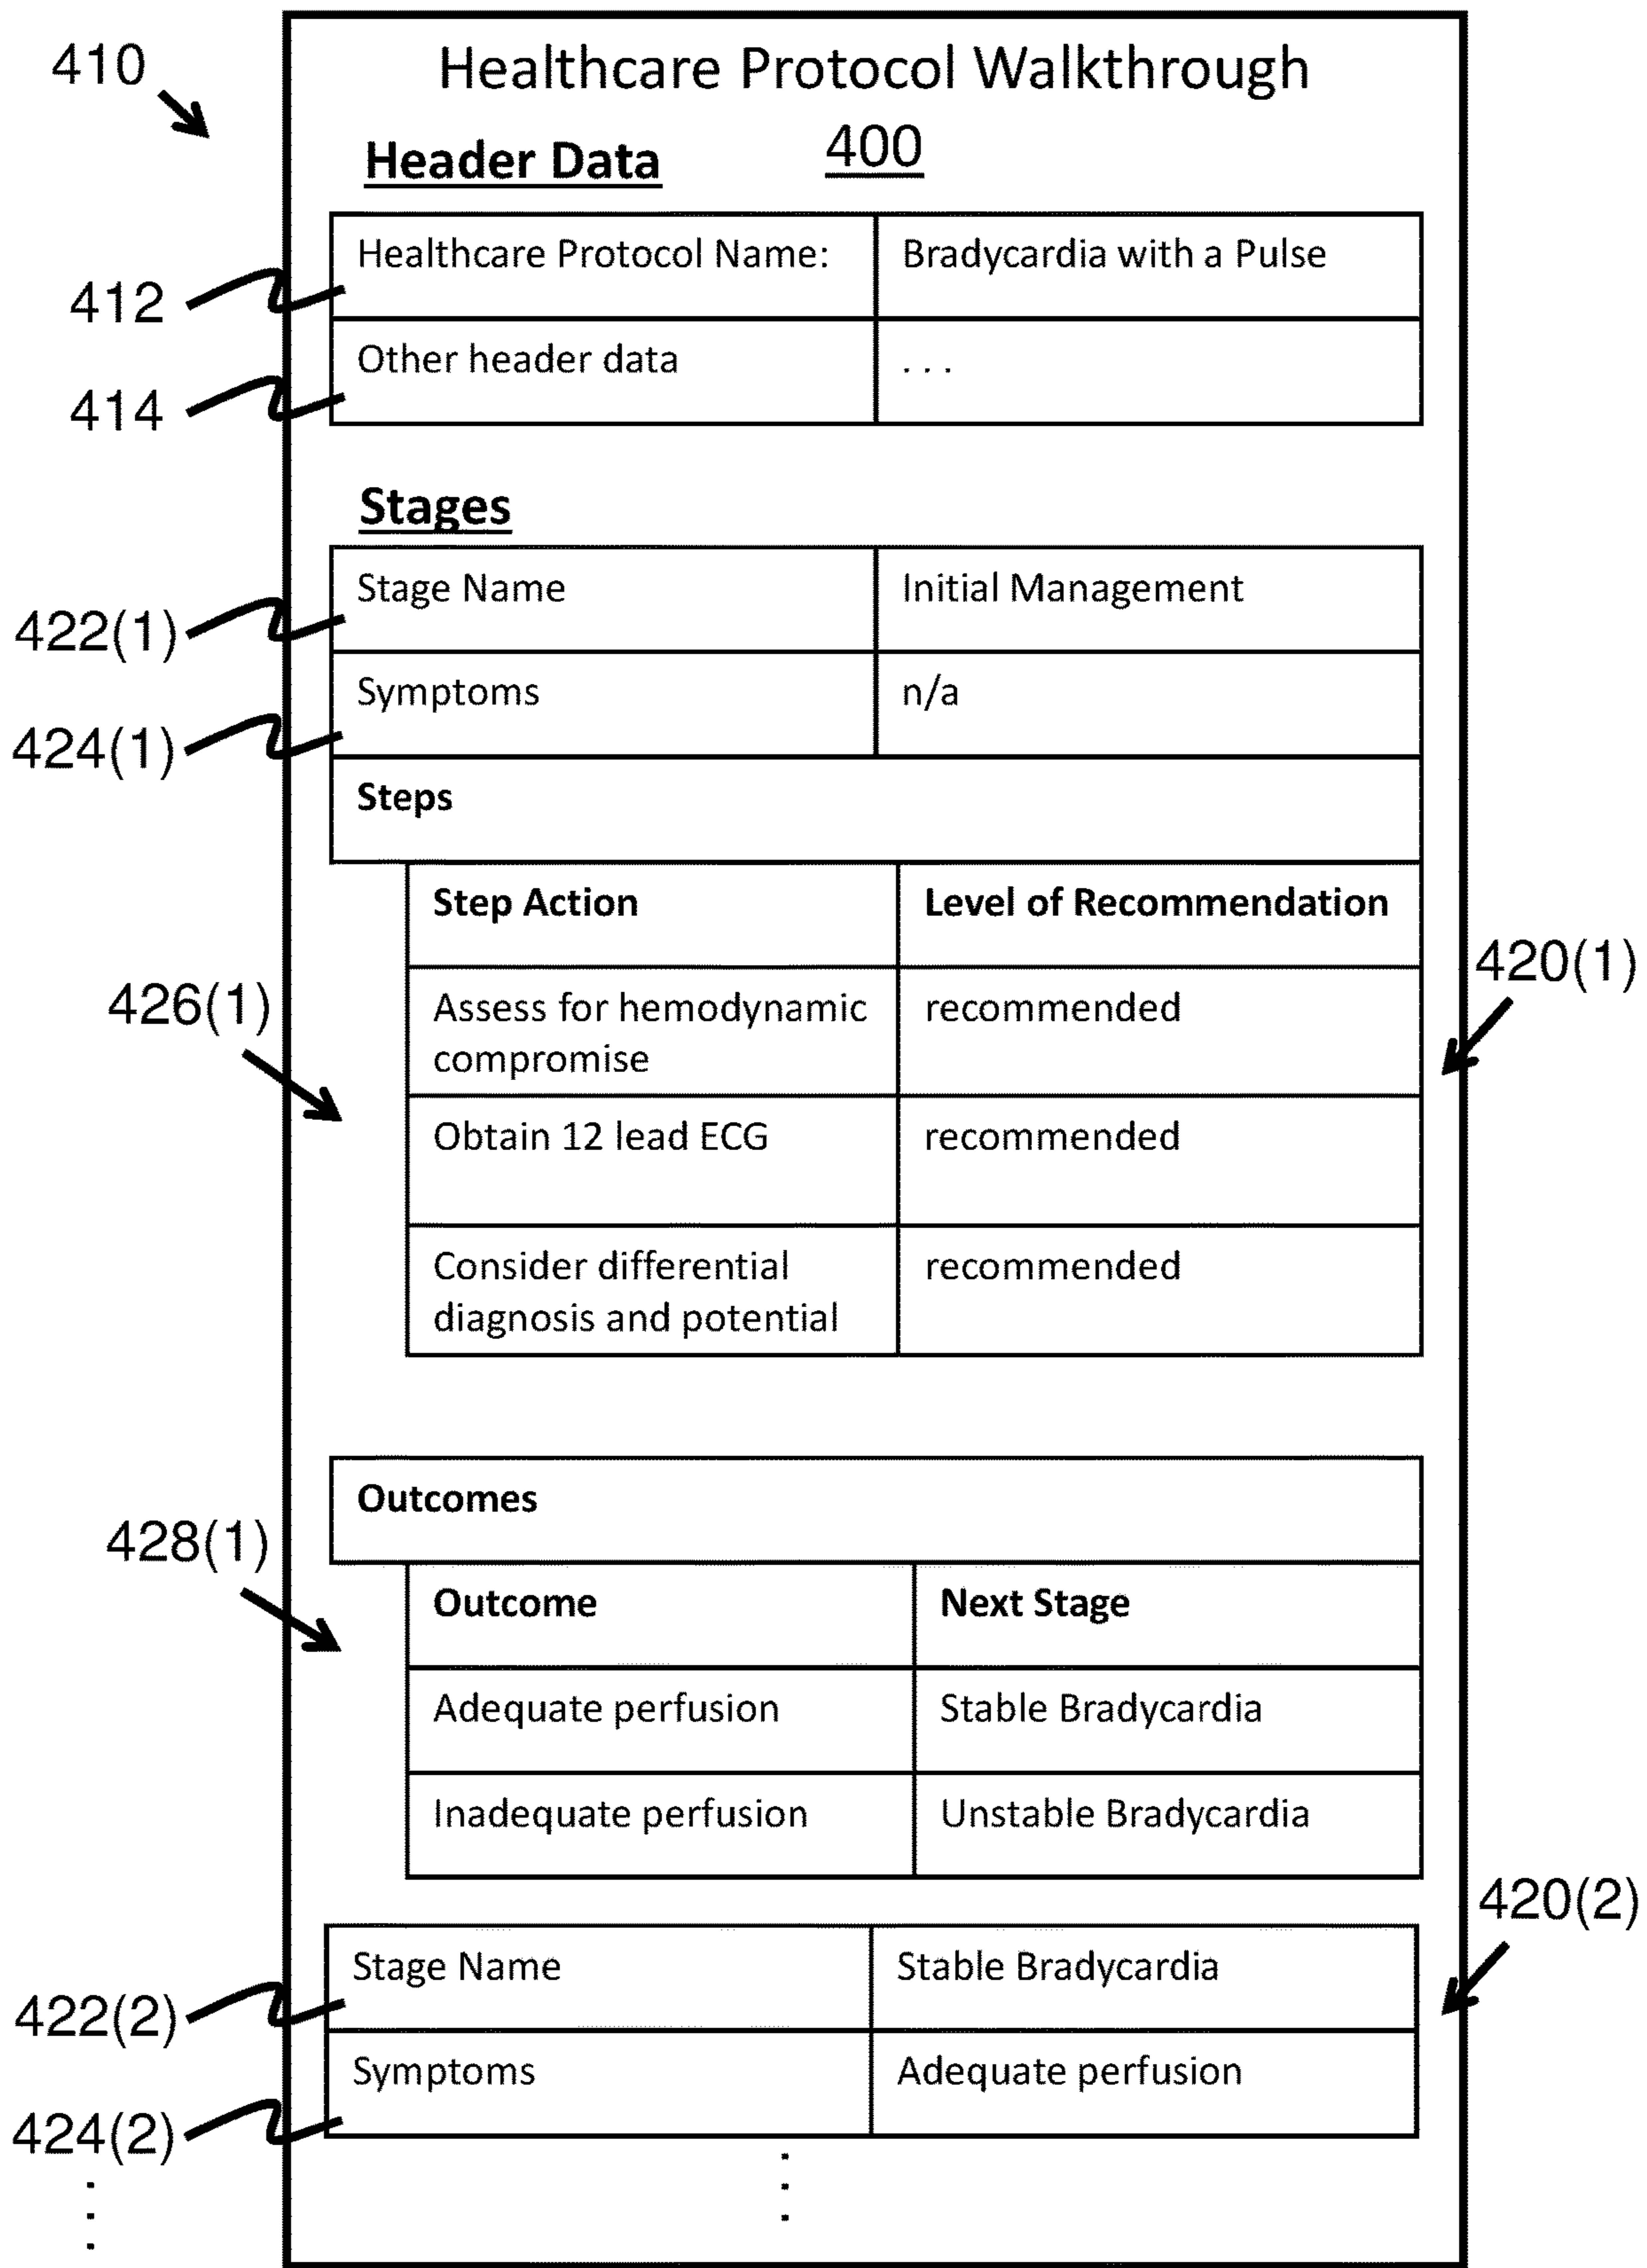 410
Healthcare Protocol Walkthrough
400
Header Data
Healthcare Protocol Name: Bradycardia with a Pulse
412
Other header data . . .
414
Stages
Stage Name Initial Management
422(1)
Symptoms n/a
424(1)
Steps
Step Action Level of Recommendation
420(1)
426(1)
Assess for hemodynamic recommended
compromise
Obtain 12 lead ECG recommended
Consider differential recommended
diagnosis and potential
Outcomes
428(1)
Outcome Next Stage
Adequate perfusion Stable Bradycardia
Inadequate perfusion Unstable Bradycardia
420(2)
Stage Name Stable Bradycardia
422(2)
Symptoms Adequate perfusion
424(2)